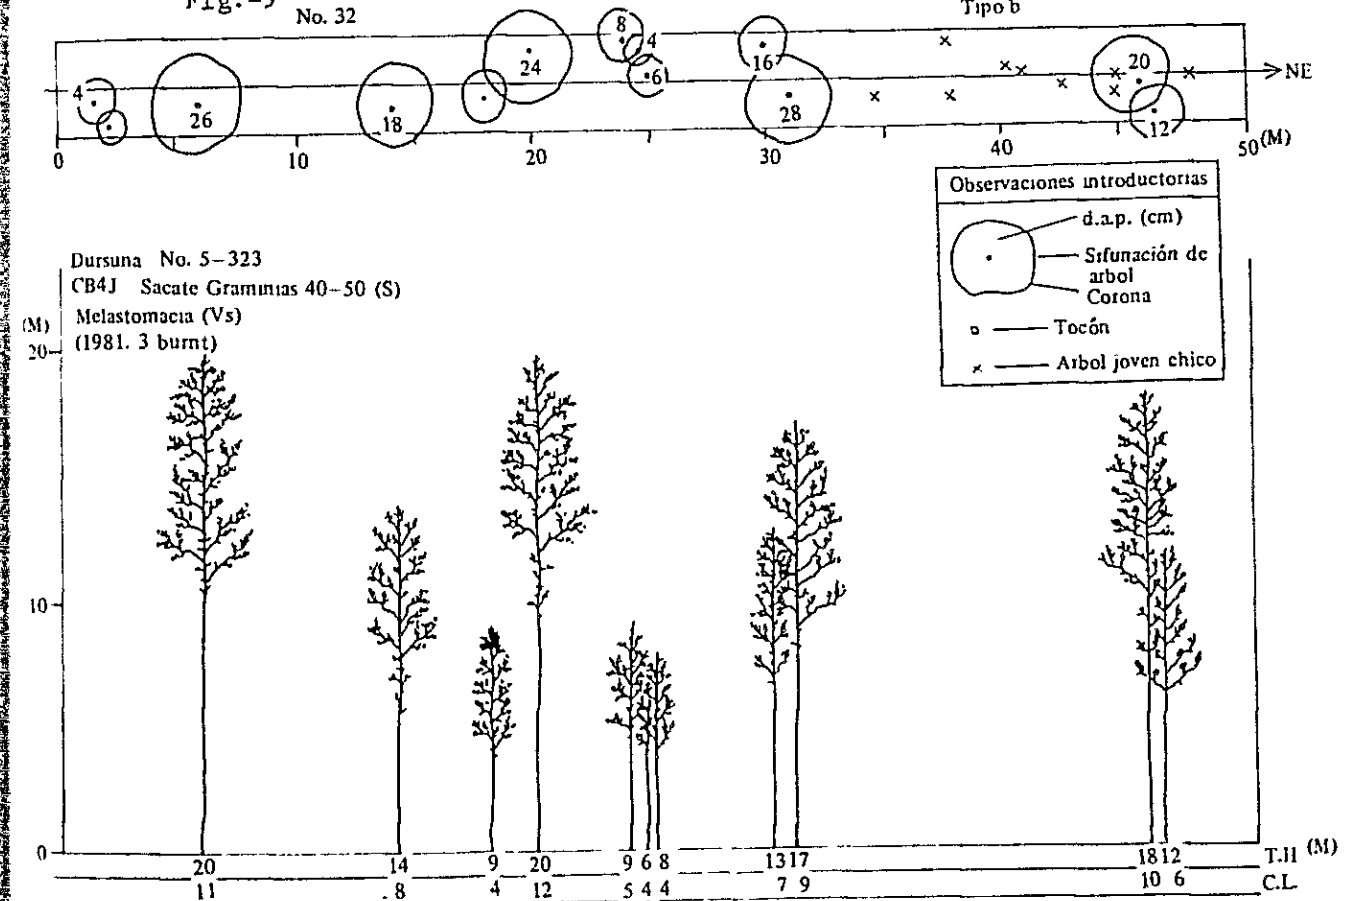 Fig.-5
No. 32
Tipo b
4
26
18
24
8
4
6
16
28
20
12
NE
0 10 20 30 40 50 (M)
Observaciones introductorias
d.a.p. (cm)
Sifunación de
arbol
Corona
Tocón
Arbol joven chico
Dursuna No. 5-323
CB4J Sacate Graminias 40-50 (S)
Melastomacia (Vs)
(1981. 3 burnt)
(M)
20
10
0
20 14 9 20 9 6 8 13 17 18 12 T.H (M)
11 8 4 12 5 4 4 7 9 10 6 C.L.